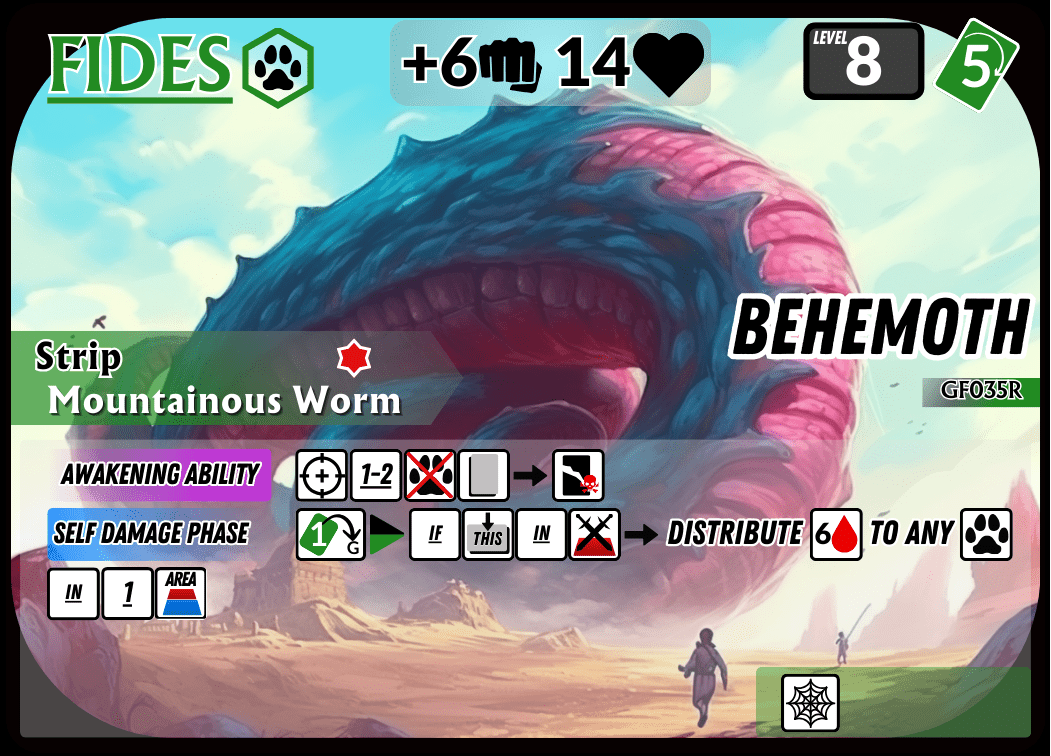 FIDES
+6 14
LEVEL 8
5
BEHEMOTH
Strip
Mountainous Worm
GF035R
AWAKENING ABILITY 1-2
SELF DAMAGE PHASE 1 G IF THIS IN DISTRIBUTE 6 TO ANY
IN 1 AREA